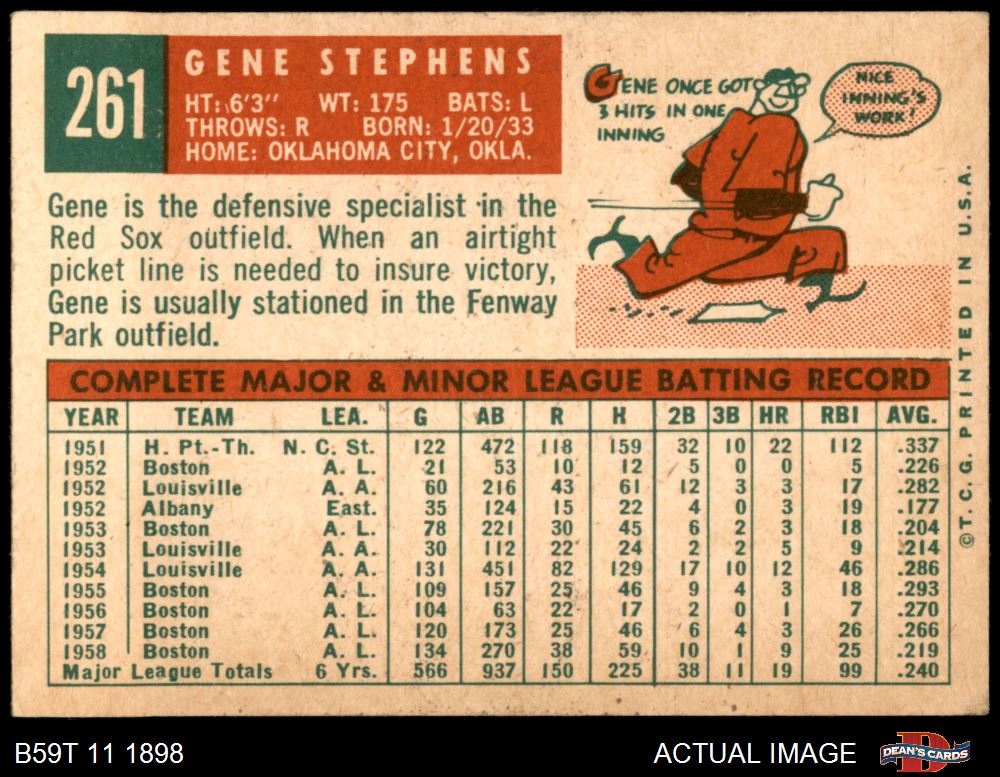 261
GENE STEPHENS
HT: 6'3" WT: 175 BATS: L
THROWS: R BORN: 1/20/33
HOME: OKLAHOMA CITY, OKLA.
GENE ONCE GOT
3 HITS IN ONE
INNING
NICE
INNING'S
WORK!
Gene is the defensive specialist in the
Red Sox outfield. When an airtight
picket line is needed to insure victory,
Gene is usually stationed in the Fenway
Park outfield.
COMPLETE MAJOR & MINOR LEAGUE BATTING RECORD
YEAR TEAM LEA. G AB R H 2B 3B HR RBI AVG.
1951 H. Pt.-Th. N. C. St. 122 472 118 159 32 10 22 112 .337
1952 Boston A. L. 21 53 10 12 5 0 0 5 .226
1952 Louisville A. A. 60 216 43 61 12 3 3 17 .282
1952 Albany East. 35 124 15 22 4 0 3 19 .177
1953 Boston A. L. 78 221 30 45 6 2 3 18 .204
1953 Louisville A. A. 30 112 22 24 2 2 5 9 .214
1954 Louisville A. A. 131 451 82 129 17 10 12 46 .286
1955 Boston A. L. 109 157 25 46 9 4 3 18 .293
1956 Boston A. L. 104 63 22 17 2 0 1 7 .270
1957 Boston A. L. 120 173 25 46 6 4 3 26 .266
1958 Boston A. L. 134 270 38 59 10 1 9 25 .219
Major League Totals 6 Yrs. 566 937 150 225 38 11 19 99 .240
©T. C. G. PRINTED IN U.S.A.
B59T 11 1898
ACTUAL IMAGE
DEAN'S CARDS